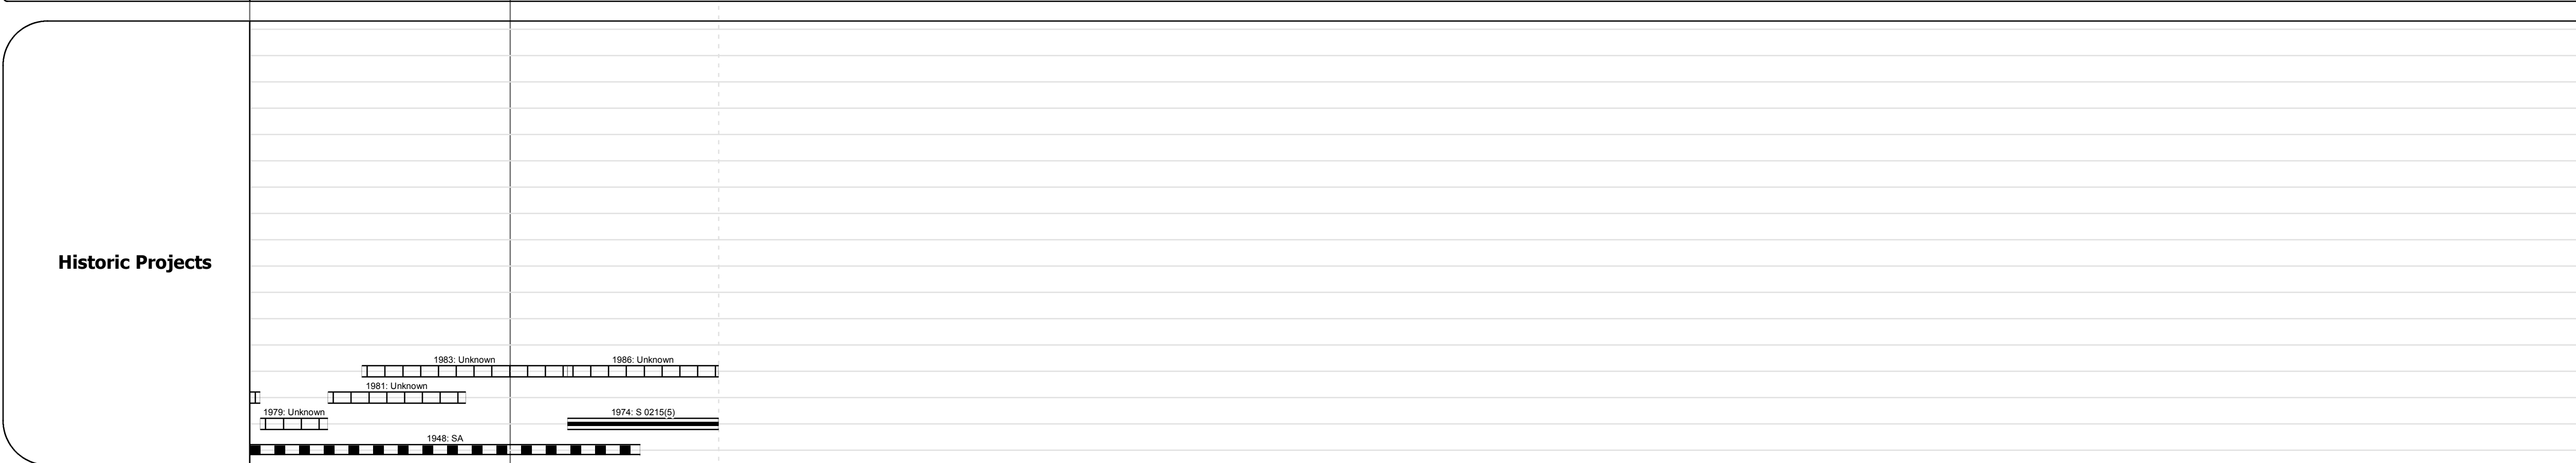 1983: Unknown
1986: Unknown
1981: Unknown
1979: Unknown
1974: S 0215(5)
1948: SA
Historic Projects